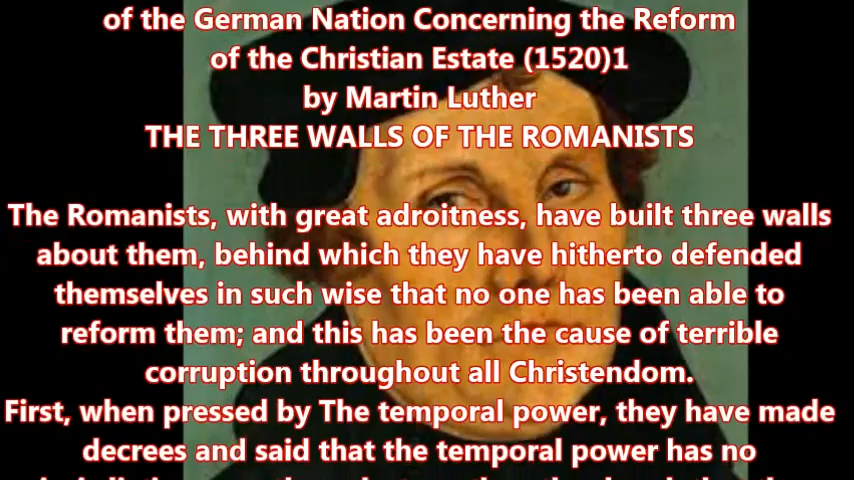 of the German Nation Concerning the Reform
of the Christian Estate (1520)1
by Martin Luther
THE THREE WALLS OF THE ROMANISTS
The Romanists, with great adroitness, have built three walls
about them, behind which they have hitherto defended
themselves in such wise that no one has been able to
reform them; and this has been the cause of terrible
corruption throughout all Christendom.
First, when pressed by The temporal power, they have made
decrees and said that the temporal power has no